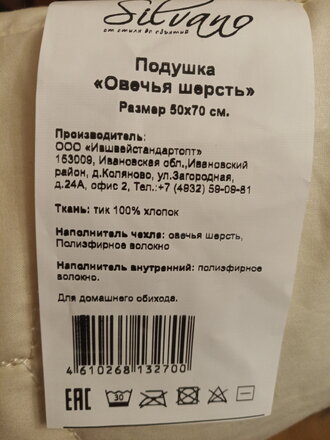 Silvano
от стиля до объятий
Подушка
«Овечья шерсть»
Размер 50х70 см.
Производитель:
ООО «Ившвейстандартопт»
153009, Ивановская обл.,Ивановский
район, д.Коляново, ул.Загородная,
д.24А, офис 2, Тел.:+7 (4932) 59-09-81
Ткань: тик 100% хлопок
Наполнитель чехла: овечья шерсть,
Полиэфирное волокно
Наполнитель внутренний: полиэфирное
волокно.
Для домашнего обихода.
4 610268 132700
EAC 30